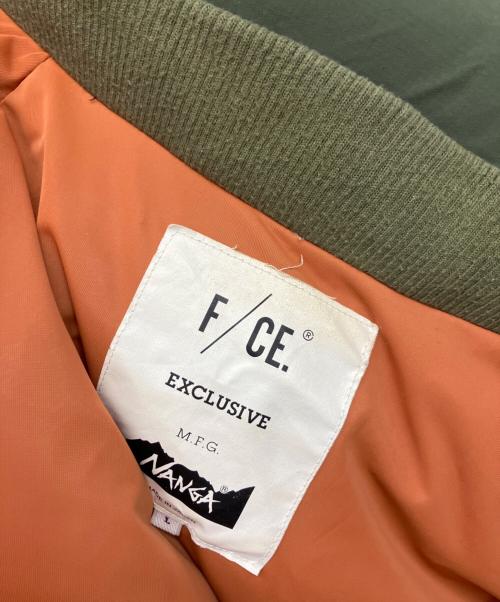 F/CE.®
EXCLUSIVE
M.F.G.
NANGA®
L